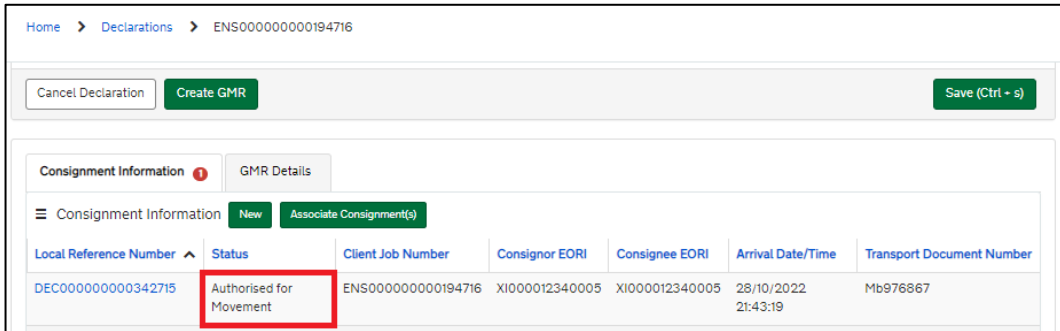 Home > Declarations > ENS000000000194716
Cancel Declaration Create GMR Save (Ctrl + s)
Consignment Information 1 GMR Details
Consignment Information New Associate Consignment(s)
Local Reference Number Status Client Job Number Consignor EORI Consignee EORI Arrival Date/Time Transport Document Number
DEC000000000342715 Authorised for ENS000000000194716 XI000012340005 XI000012340005 28/10/2022 Mb976867
Movement 21:43:19